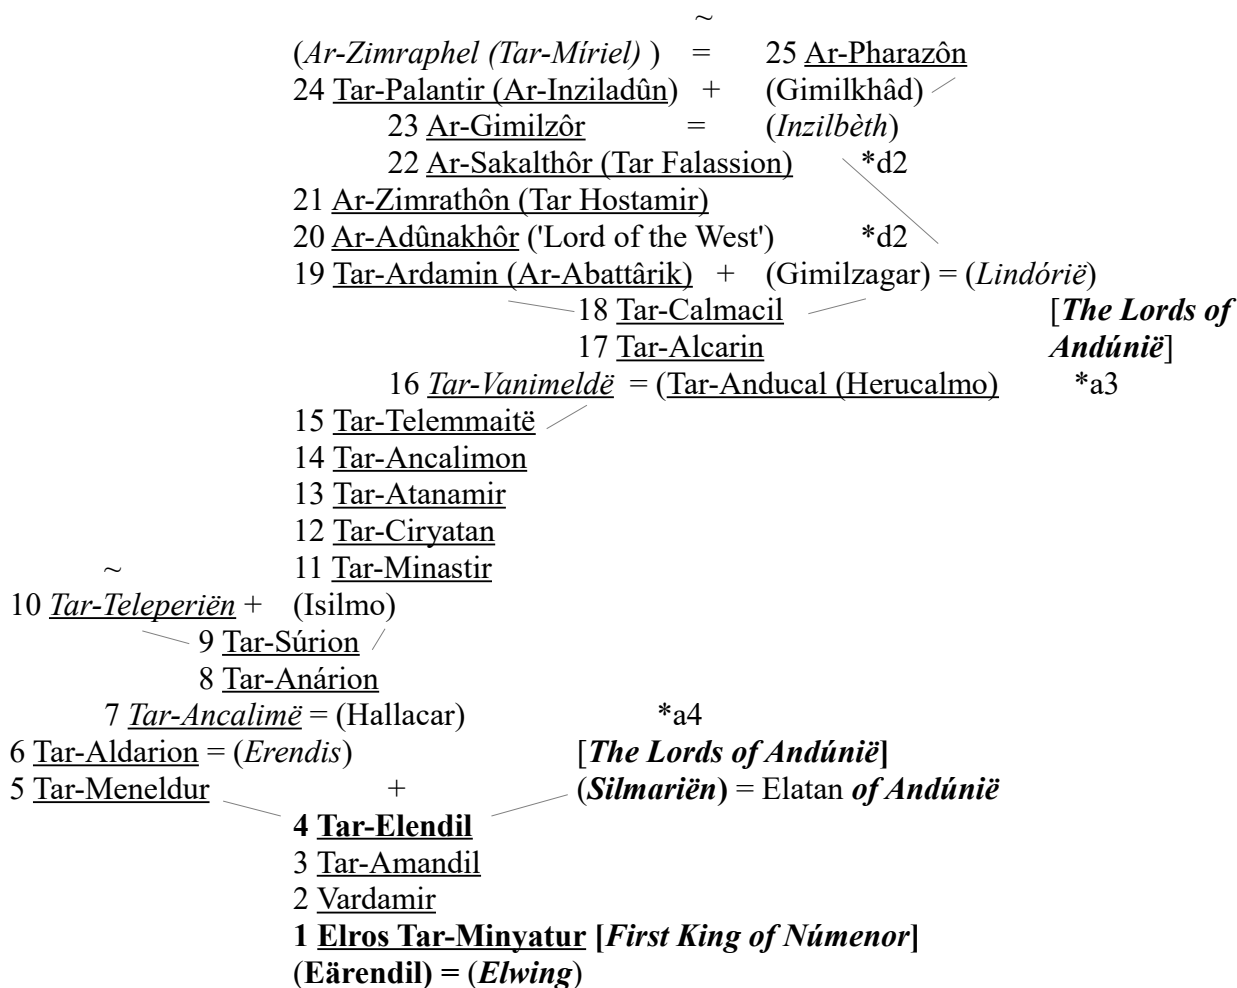 ~
(Ar-Zimraphel (Tar-Míriel) ) = 25 Ar-Pharazôn
24 Tar-Palantir (Ar-Inziladûn) + (Gimilkhâd)
23 Ar-Gimilzôr = (Inzilbèth)
22 Ar-Sakalthôr (Tar Falassion) *d2
21 Ar-Zimrathôn (Tar Hostamir)
20 Ar-Adûnakhôr ('Lord of the West') *d2
19 Tar-Ardamin (Ar-Abattârik) + (Gimilzagar) = (Lindórië)
18 Tar-Calmacil [The Lords of
17 Tar-Alcarin Andúnië]
16 Tar-Vanimeldë = (Tar-Anducal (Herucalmo) *a3
15 Tar-Telemmaitë
14 Tar-Ancalimon
13 Tar-Atanamir
12 Tar-Ciryatan
11 Tar-Minastir
~
10 Tar-Teleperiën + (Isilmo)
9 Tar-Súrion
8 Tar-Anárion
7 Tar-Ancalimë = (Hallacar) *a4
6 Tar-Aldarion = (Erendis) [The Lords of Andúnië]
5 Tar-Meneldur + (Silmariën) = Elatan of Andúnië
4 Tar-Elendil
3 Tar-Amandil
2 Vardamir
1 Elros Tar-Minyatur [First King of Númenor]
(Eärendil) = (Elwing)